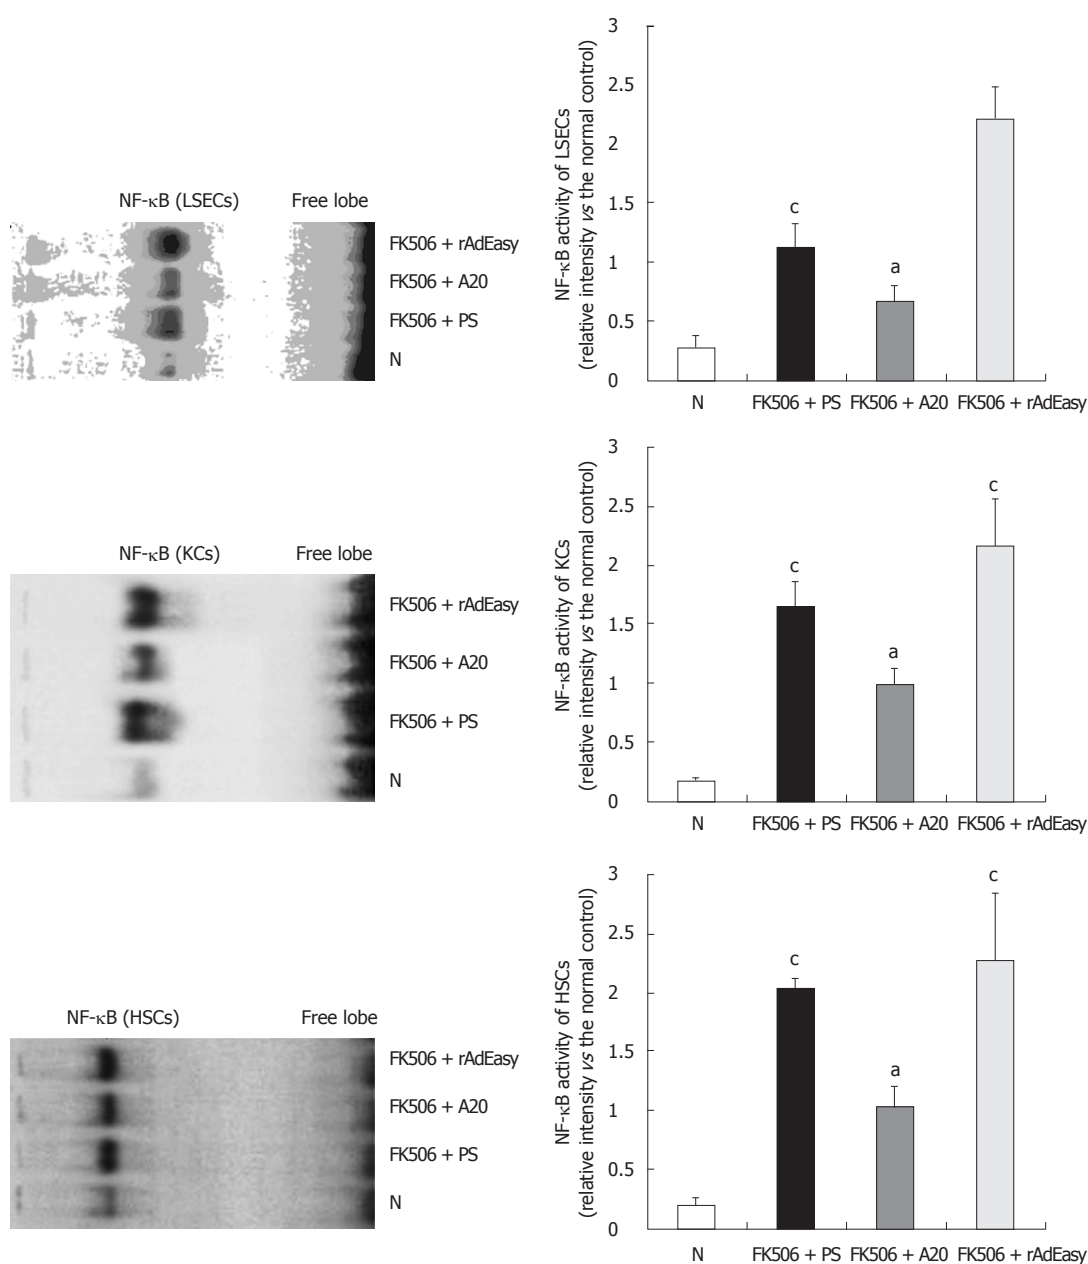 NF-κB (LSECs) Free lobe
FK506 + rAdEasy
FK506 + A20
FK506 + PS
N
NF-κB activity of LSECs
(relative intensity vs the normal control)
3
2.5
2
1.5
1
0.5
0
c
a
N FK506 + PS FK506 + A20 FK506 + rAdEasy
NF-κB (KCs) Free lobe
FK506 + rAdEasy
FK506 + A20
FK506 + PS
N
NF-κB activity of KCs
(relative intensity vs the normal control)
3
2.5
2
1.5
1
0.5
0
c
a
c
N FK506 + PS FK506 + A20 FK506 + rAdEasy
NF-κB (HSCs) Free lobe
FK506 + rAdEasy
FK506 + A20
FK506 + PS
N
NF-κB activity of HSCs
(relative intensity vs the normal control)
3
2.5
2
1.5
1
0.5
0
c
a
c
N FK506 + PS FK506 + A20 FK506 + rAdEasy